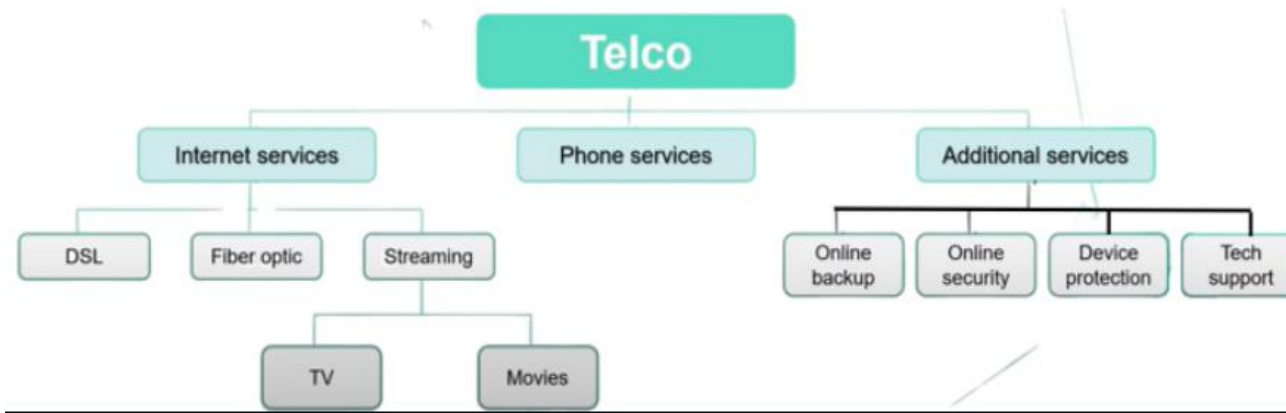 Telco
Internet services
Phone services
Additional services
DSL
Fiber optic
Streaming
Online
backup
Online
security
Device
protection
Tech
support
TV
Movies